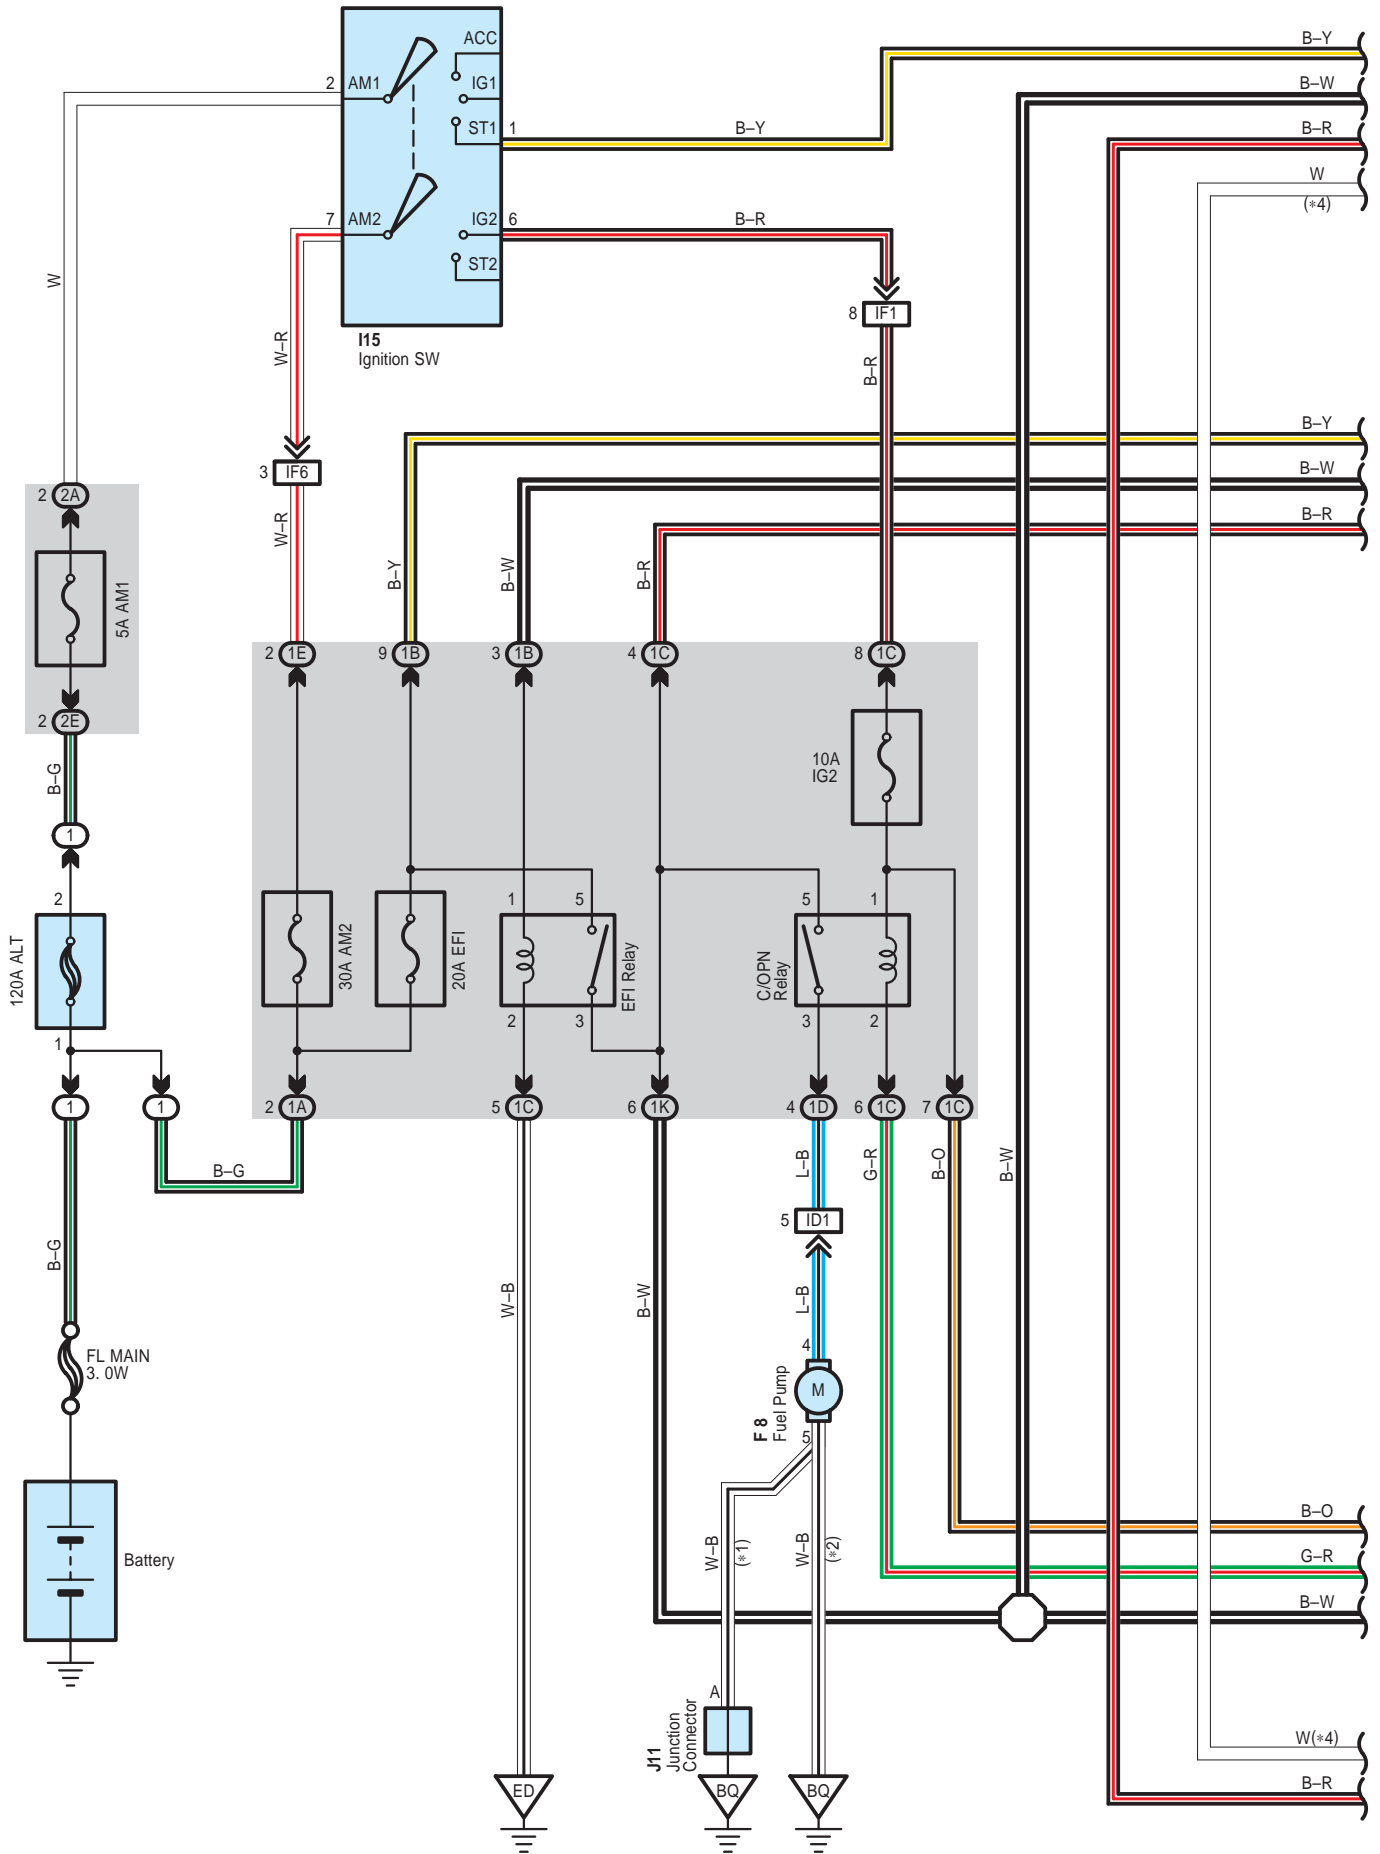 ACC
2 AM1
IG1
ST1 1
7 AM2
IG2 6
ST2
I15
Ignition SW
B–Y
B–Y
B–W
B–R
W
(*4)
B–R
8 IF1
B–R
W
W–R
3 IF6
W–R
B–Y
B–W
B–R
B–Y
B–W
B–R
2 2A
5A AM1
2 2E
B–G
1
2
120A ALT
1
1
1
B–G
B–G
FL MAIN
3. 0W
Battery
2 1E
9 1B
3 1B
4 1C
8 1C
10A
IG2
30A AM2
20A EFI
1
5
2
3
EFI Relay
5
1
3
2
C/OPN
Relay
2 1A
5 1C
6 1K
4 1D
6 1C
7 1C
W–B
B–W
L–B
G–R
B–O
B–W
5 ID1
L–B
4
M
5
F 8
Fuel Pump
W–B
(*1)
W–B
(*2)
A
J11
Junction
Connector
ED
BQ
BQ
B–O
G–R
B–W
W(*4)
B–R